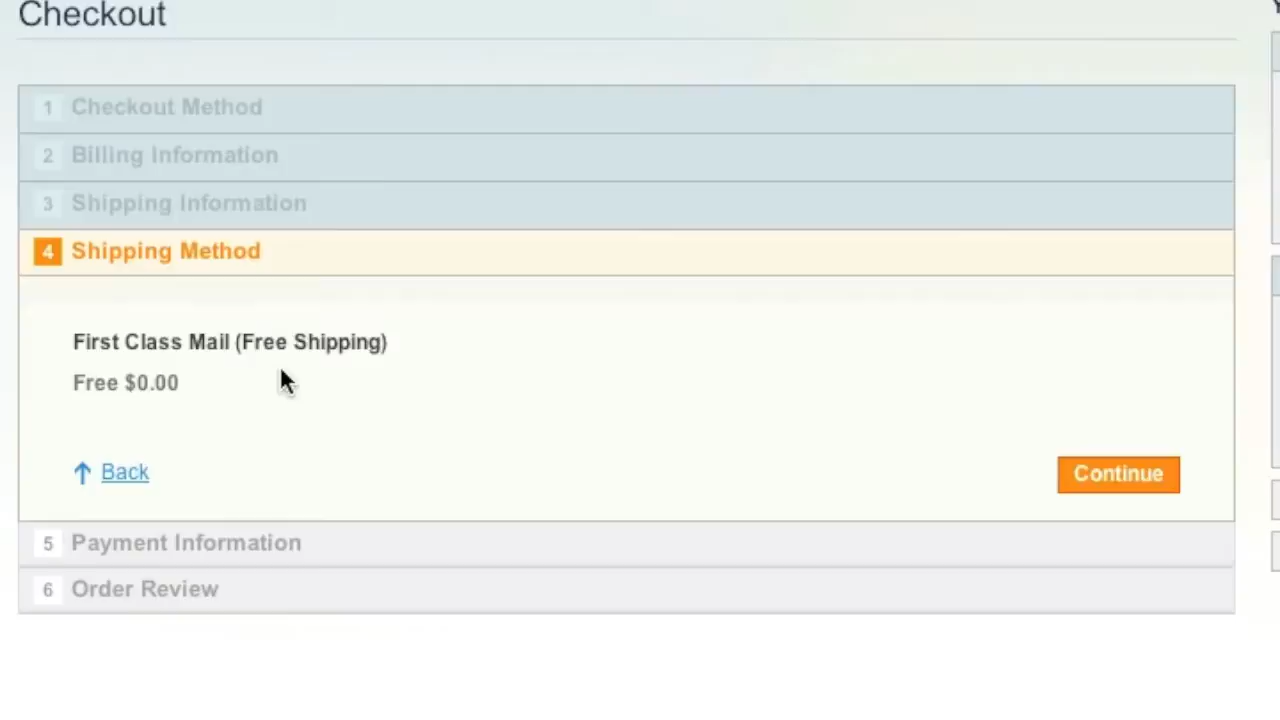 Checkout
1 Checkout Method
2 Billing Information
3 Shipping Information
4 Shipping Method
First Class Mail (Free Shipping)
Free $0.00
Back
Continue
5 Payment Information
6 Order Review